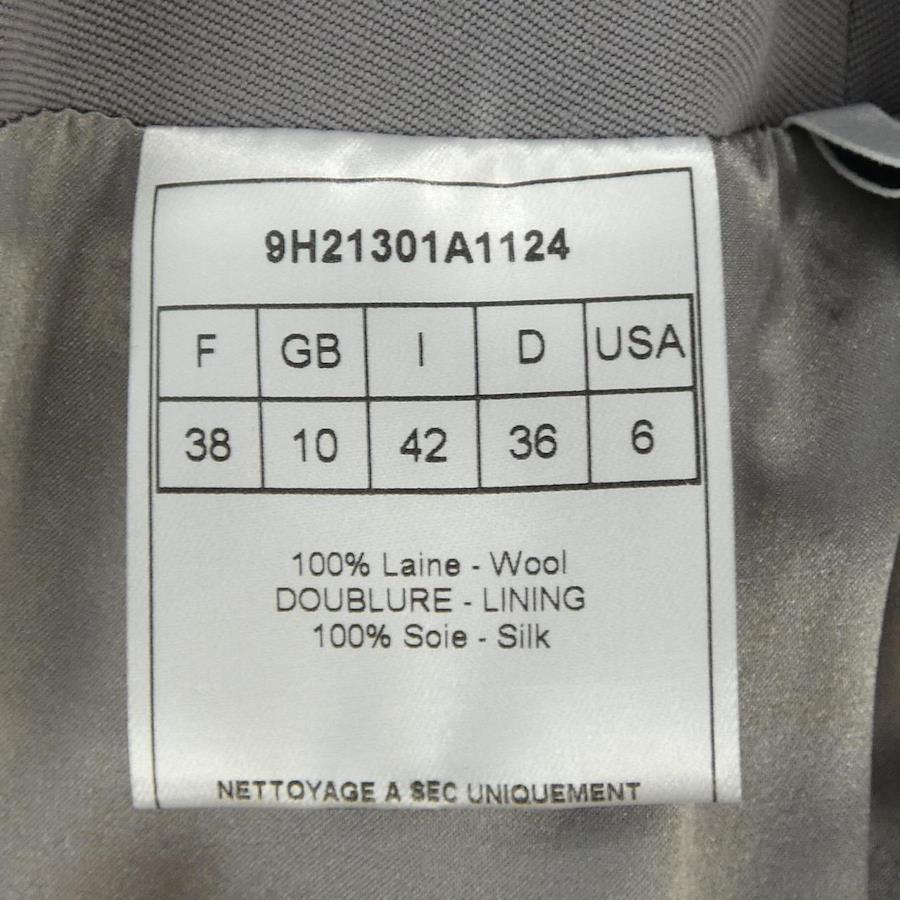 9H21301A1124
F GB I D USA
38 10 42 36 6
100% Laine - Wool
DOUBLURE - LINING
100% Soie - Silk
NETTOYAGE A SEC UNIQUEMENT